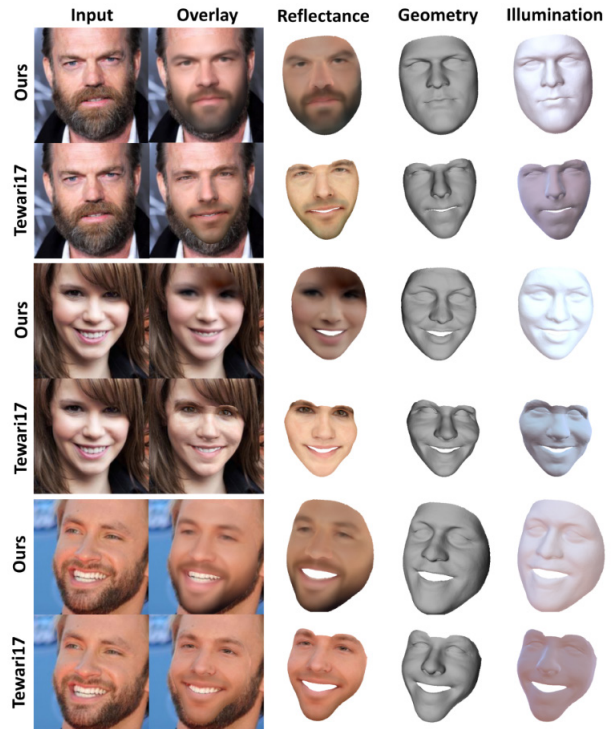 Input Overlay Reflectance Geometry Illumination
Ours
Tewari17
Ours
Tewari17
Ours
Tewari17